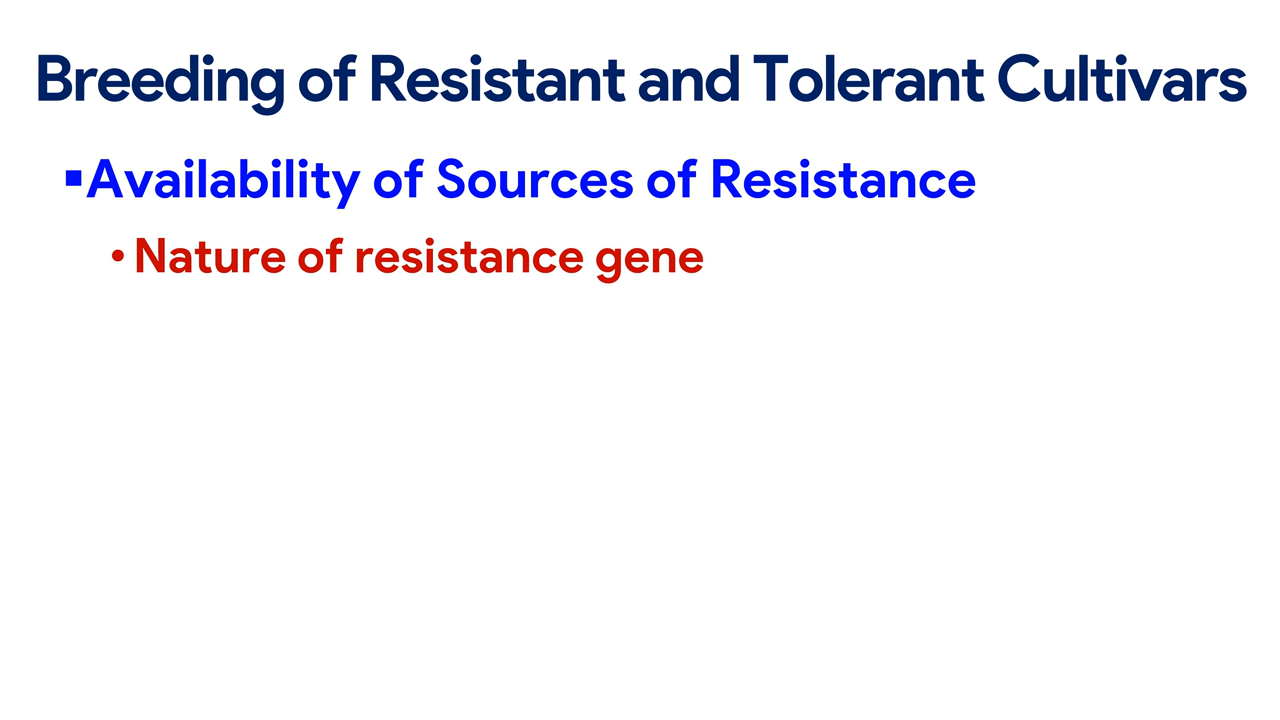 Breeding of Resistant and Tolerant Cultivars
▪Availability of Sources of Resistance
• Nature of resistance gene